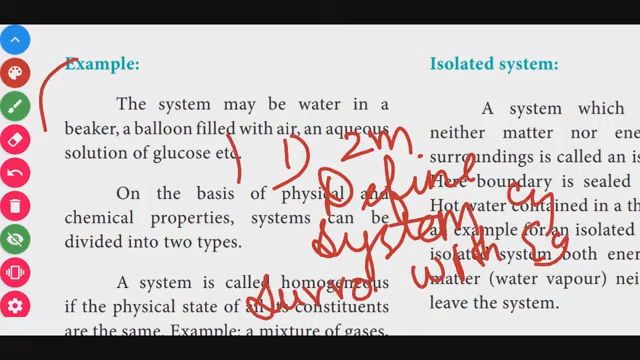 Example:
The system may be water in a
beaker, a balloon filled with air, an aqueous
solution of glucose etc.
On the basis of physical and
chemical properties, systems can be
divided into two types.
A system is called homogeneous
if the physical state of all its constituents
are the same. Example: a mixture of gases,
Isolated system:
A system which
neither matter nor ene
surroundings is called an is
Here boundary is sealed
Hot water contained in a th
an example for an isolated
isolated system both energ
matter (water vapour) nei
leave the system.
1) 2m.
Define
system
surro with Eg